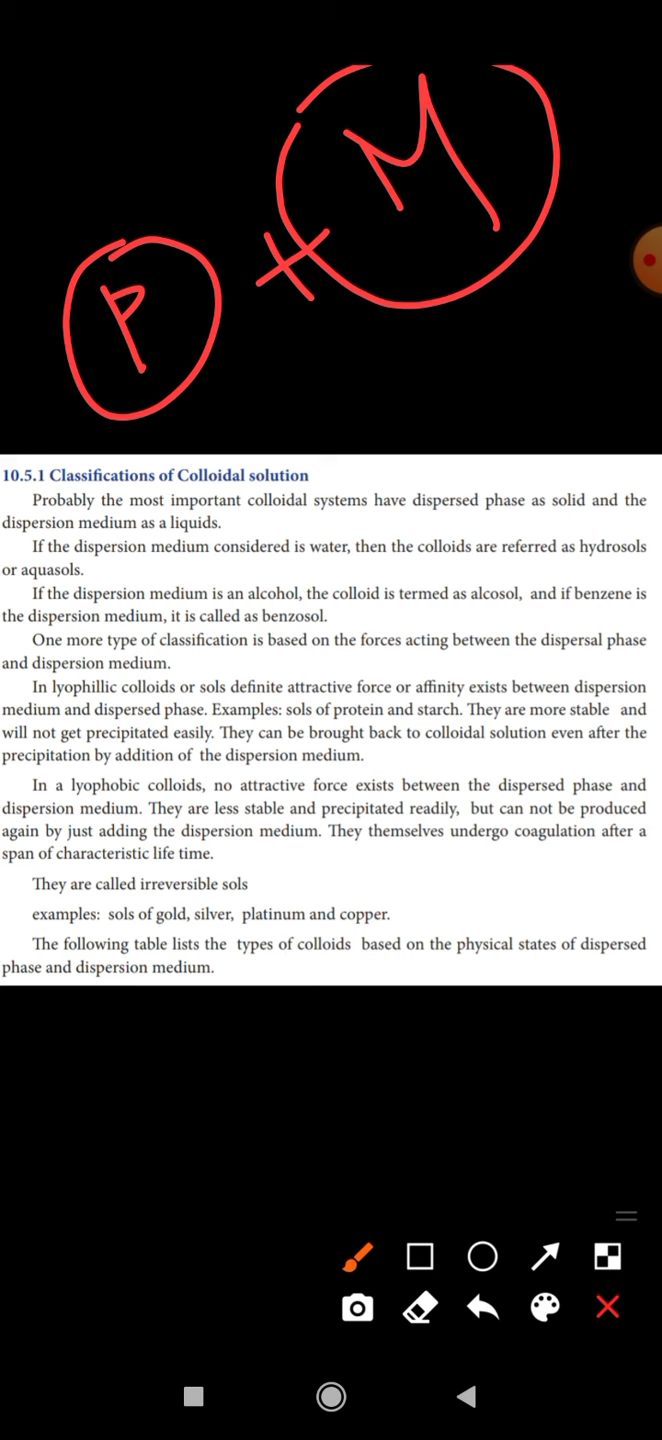 M
P +
10.5.1 Classifications of Colloidal solution
Probably the most important colloidal systems have dispersed phase as solid and the
dispersion medium as a liquids.
If the dispersion medium considered is water, then the colloids are referred as hydrosols
or aquasols.
If the dispersion medium is an alcohol, the colloid is termed as alcosol, and if benzene is
the dispersion medium, it is called as benzosol.
One more type of classification is based on the forces acting between the dispersal phase
and dispersion medium.
In lyophillic colloids or sols definite attractive force or affinity exists between dispersion
medium and dispersed phase. Examples: sols of protein and starch. They are more stable and
will not get precipitated easily. They can be brought back to colloidal solution even after the
precipitation by addition of the dispersion medium.
In a lyophobic colloids, no attractive force exists between the dispersed phase and
dispersion medium. They are less stable and precipitated readily, but can not be produced
again by just adding the dispersion medium. They themselves undergo coagulation after a
span of characteristic life time.
They are called irreversible sols
examples: sols of gold, silver, platinum and copper.
The following table lists the types of colloids based on the physical states of dispersed
phase and dispersion medium.